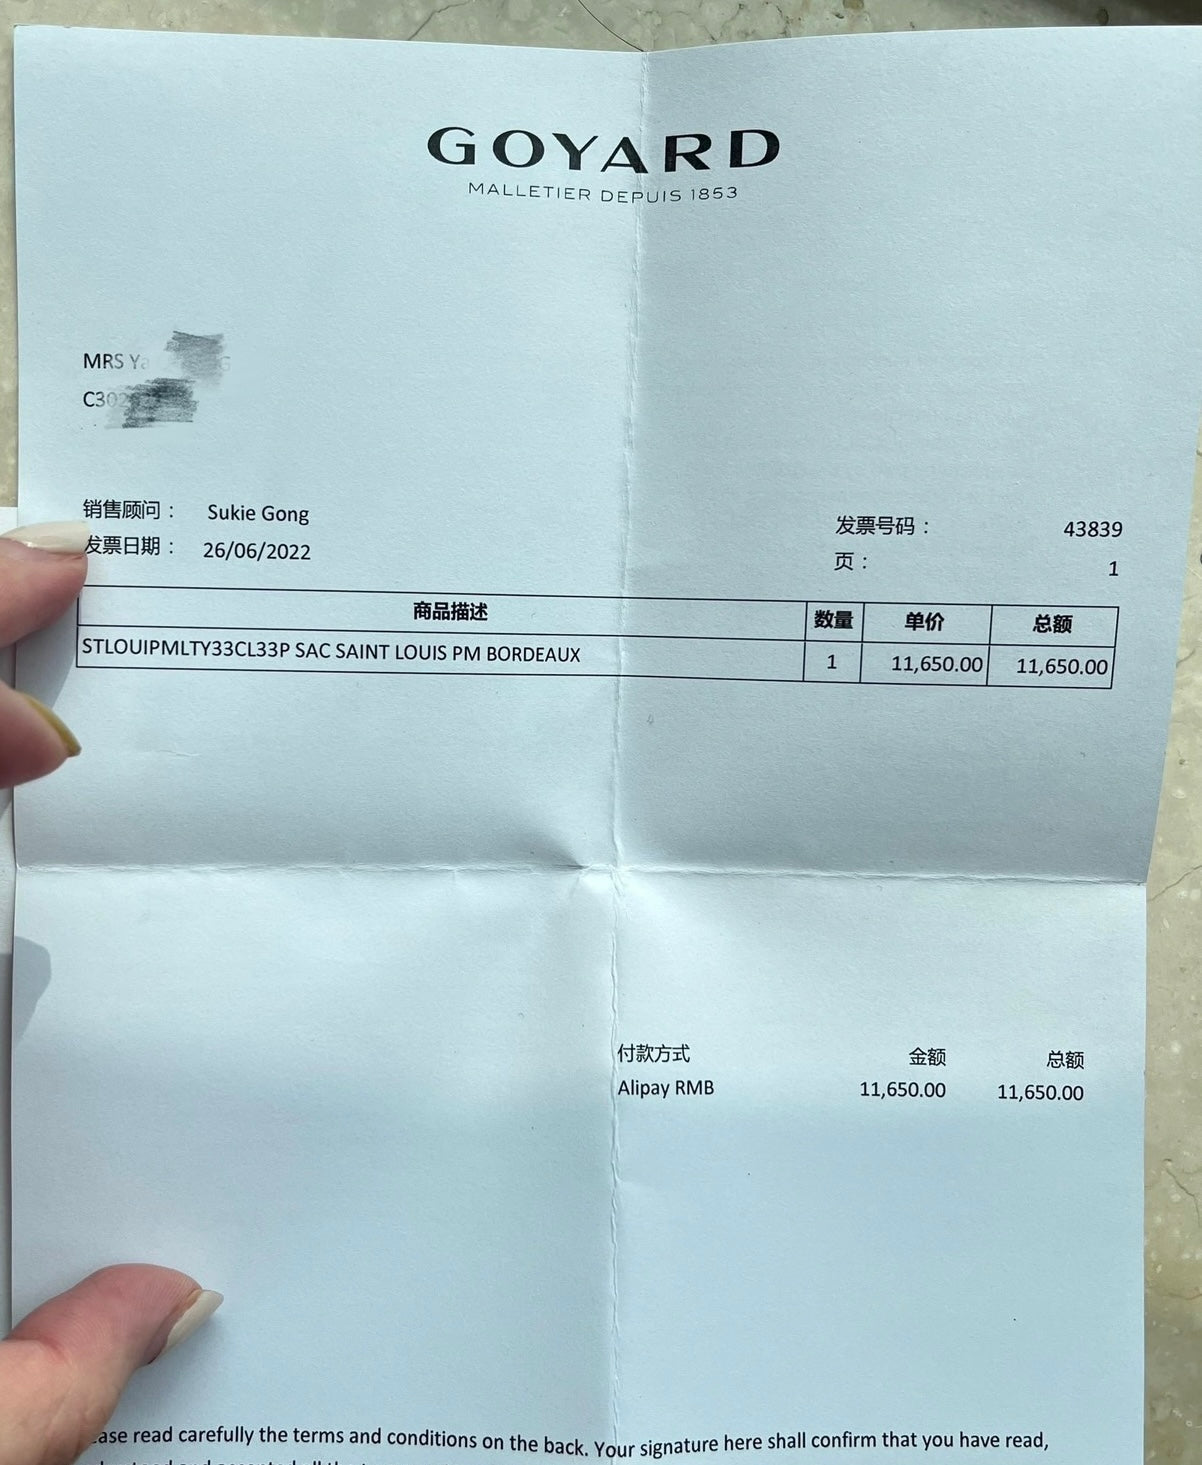 GOYARD
MALLETIER DEPUIS 1853
MRS
销售顾问： Sukie Gong
发票日期： 26/06/2022
发票号码： 43839
页： 1
商品描述 数量 单价 总额
STLOUIPMLTY33CL33P SAC SAINT LOUIS PM BORDEAUX 1 11,650.00 11,650.00
付款方式 金额 总额
Alipay RMB 11,650.00 11,650.00
read carefully the terms and conditions on the back. Your signature here shall confirm that you have read,